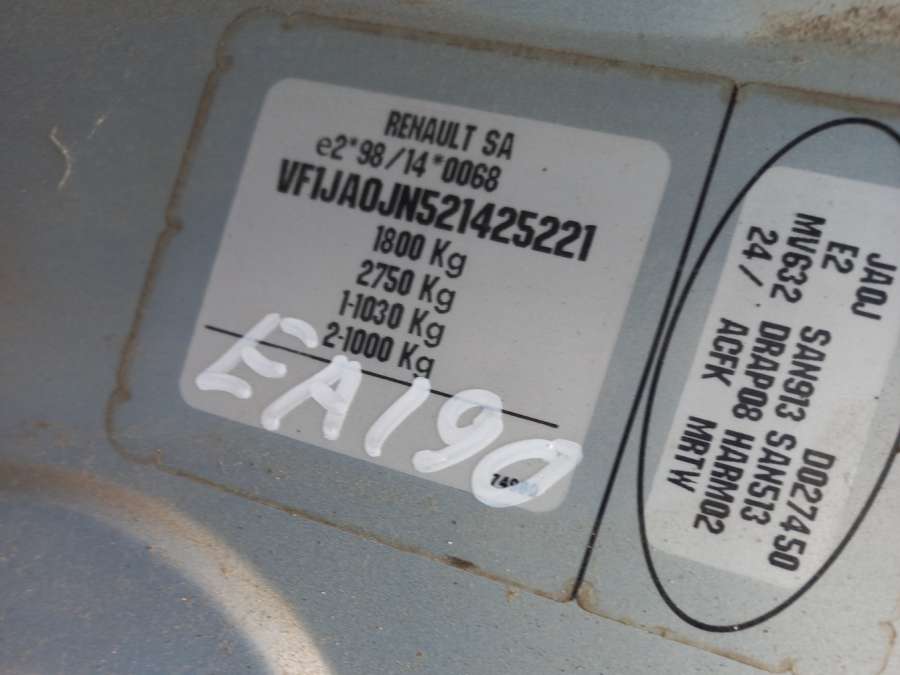 RENAULT SA
e2*98/14*0068
VF1JA0JN521425221
1800 Kg
2750 Kg
1-1030 Kg
2-1000 Kg
EA190
JA0J
E2
MV632 SAN913 SAN513 D027450
24/ DRAP08 HARM02
ACFK MRTW